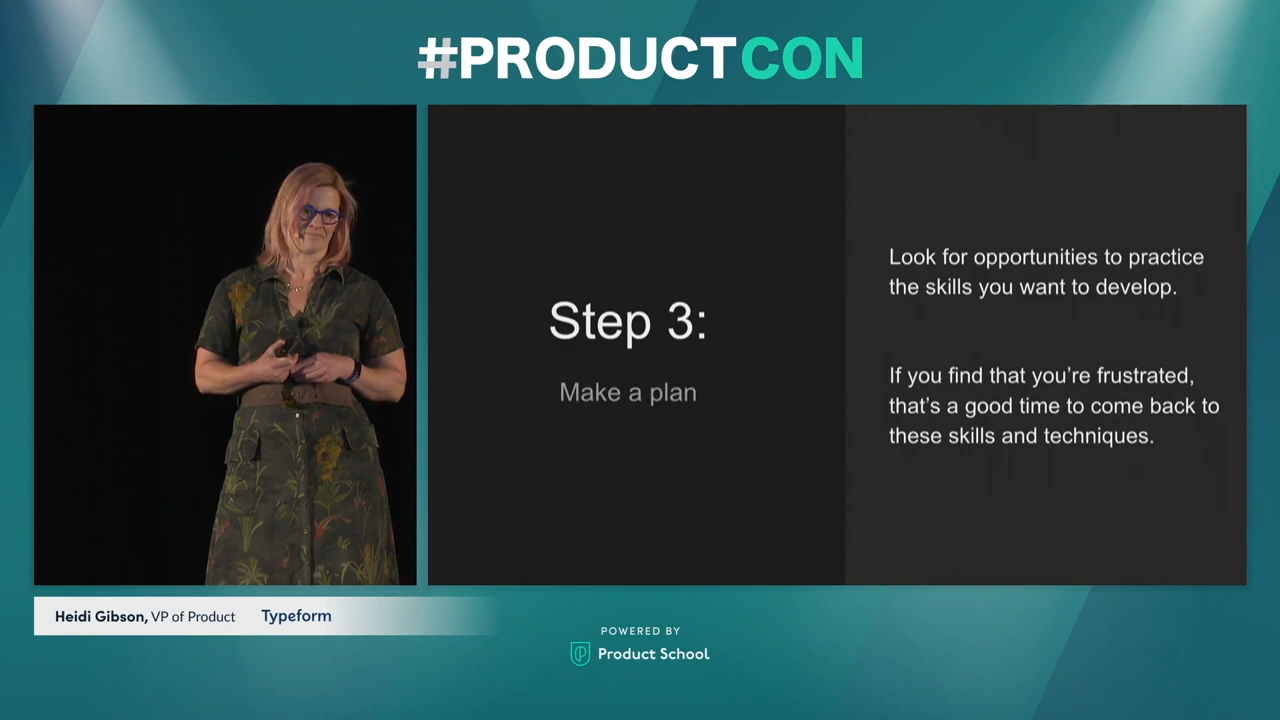 #PRODUCTCON
Step 3:
Make a plan
Look for opportunities to practice
the skills you want to develop.
If you find that you’re frustrated,
that’s a good time to come back to
these skills and techniques.
Heidi Gibson, VP of Product Typeform
POWERED BY
Product School